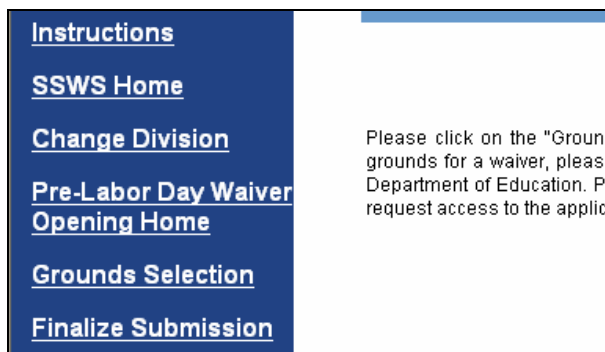 Instructions
SSWS Home
Change Division
Pre-Labor Day Waiver
Opening Home
Grounds Selection
Finalize Submission
Please click on the "Groun
grounds for a waiver, pleas
Department of Education. P
request access to the applic